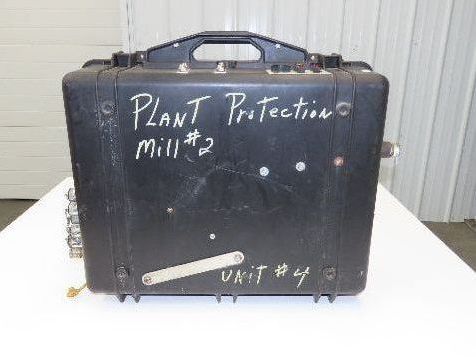 PLANT Protection
Mill #2
UNIT #4